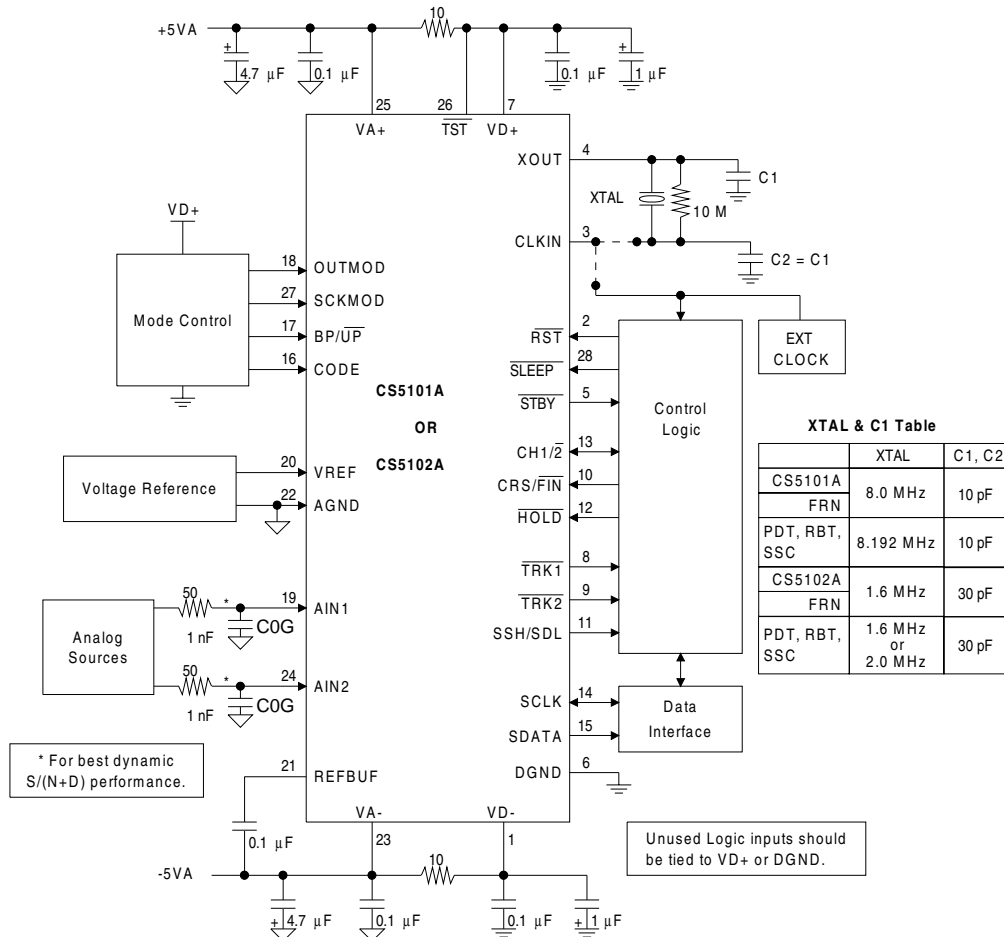 10
+5VA
+
4.7 µF
0.1 µF
0.1 µF
+
1 µF
25
26
7
VA+
TST
VD+
XOUT
4
C1
XTAL
10 M
CLKIN
3
C2 = C1
VD+
Mode Control
18
OUTMOD
27
SCKMOD
17
BP/UP
16
CODE
CS5101A
OR
CS5102A
RST
2
SLEEP
28
STBY
5
CH1/2
13
CRS/FIN
10
HOLD
12
TRK1
8
TRK2
9
SSH/SDL
11
Control
Logic
EXT
CLOCK
Voltage Reference
20
VREF
22
AGND
XTAL & C1 Table
XTAL C1, C2
CS5101A
FRN
8.0 MHz 10 pF
PDT, RBT,
SSC
8.192 MHz 10 pF
CS5102A
FRN
1.6 MHz 30 pF
PDT, RBT,
SSC
1.6 MHz
or
2.0 MHz
30 pF
Analog
Sources
50
*
19
AIN1
1 nF
C0G
50
*
24
AIN2
1 nF
C0G
SCLK
14
SDATA
15
Data
Interface
DGND
6
* For best dynamic
S/(N+D) performance.
21
REFBUF
0.1 µF
VA-
VD-
23
1
Unused Logic inputs should
be tied to VD+ or DGND.
-5VA
10
+
4.7 µF
0.1 µF
0.1 µF
+
1 µF